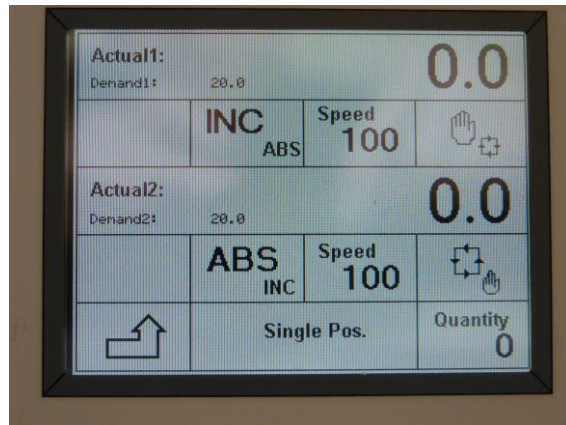 Actual1: 0.0
Demand1: 20.0
INC ABS Speed 100
Actual2: 0.0
Demand2: 20.0
ABS INC Speed 100
Single Pos. Quantity 0